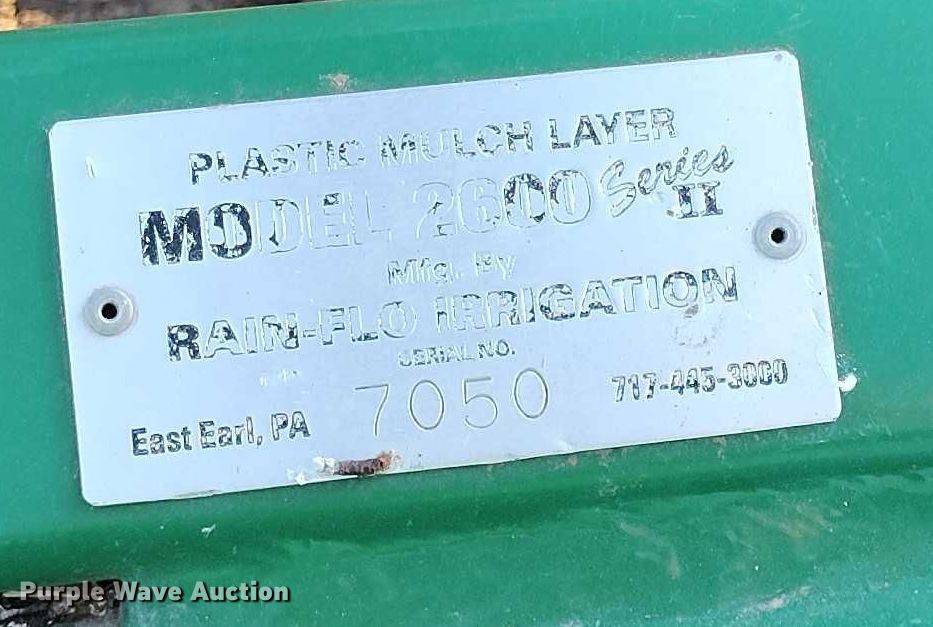 PLASTIC MULCH LAYER
MODEL 2600 Series II
Mfg. By
RAIN-FLO IRRIGATION
SERIAL NO.
East Earl, PA 7050 717-445-3000
Purple Wave Auction